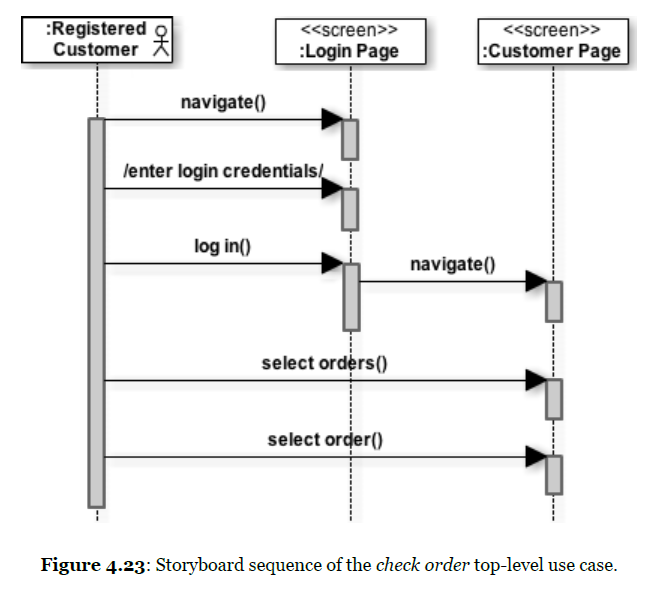 :Registered
Customer
<<screen>>
:Login Page
<<screen>>
:Customer Page
navigate()
/enter login credentials/
log in()
navigate()
select orders()
select order()
Figure 4.23: Storyboard sequence of the check order top-level use case.